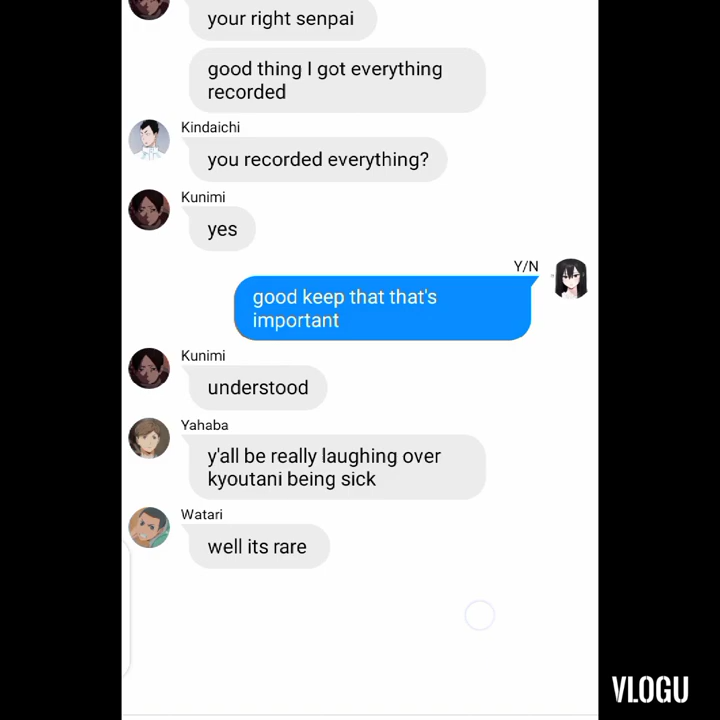 your right senpai
good thing I got everything
recorded
Kindaichi
you recorded everything?
Kunimi
yes
Y/N
good keep that that's
important
Kunimi
understood
Yahaba
y'all be really laughing over
kyoutani being sick
Watari
well its rare
VLOGU